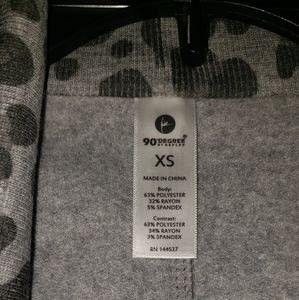 90°DEGREE®
BY REFLEX
XS
MADE IN CHINA
Body:
63% POLYESTER
32% RAYON
5% SPANDEX
Contrast:
63% POLYESTER
34% RAYON
3% SPANDEX
RN 144527